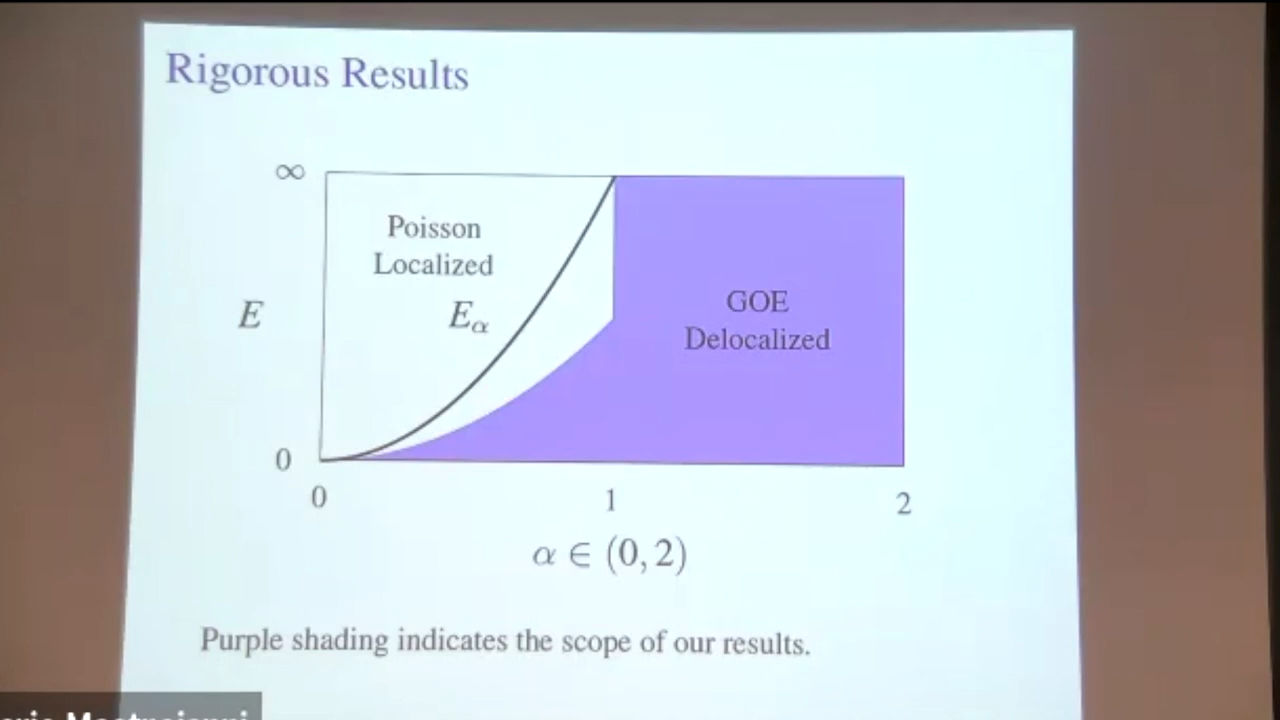 Rigorous Results
∞
Poisson
Localized
E
E_α
GOE
Delocalized
0
0
1
2
α ∈ (0, 2)
Purple shading indicates the scope of our results.